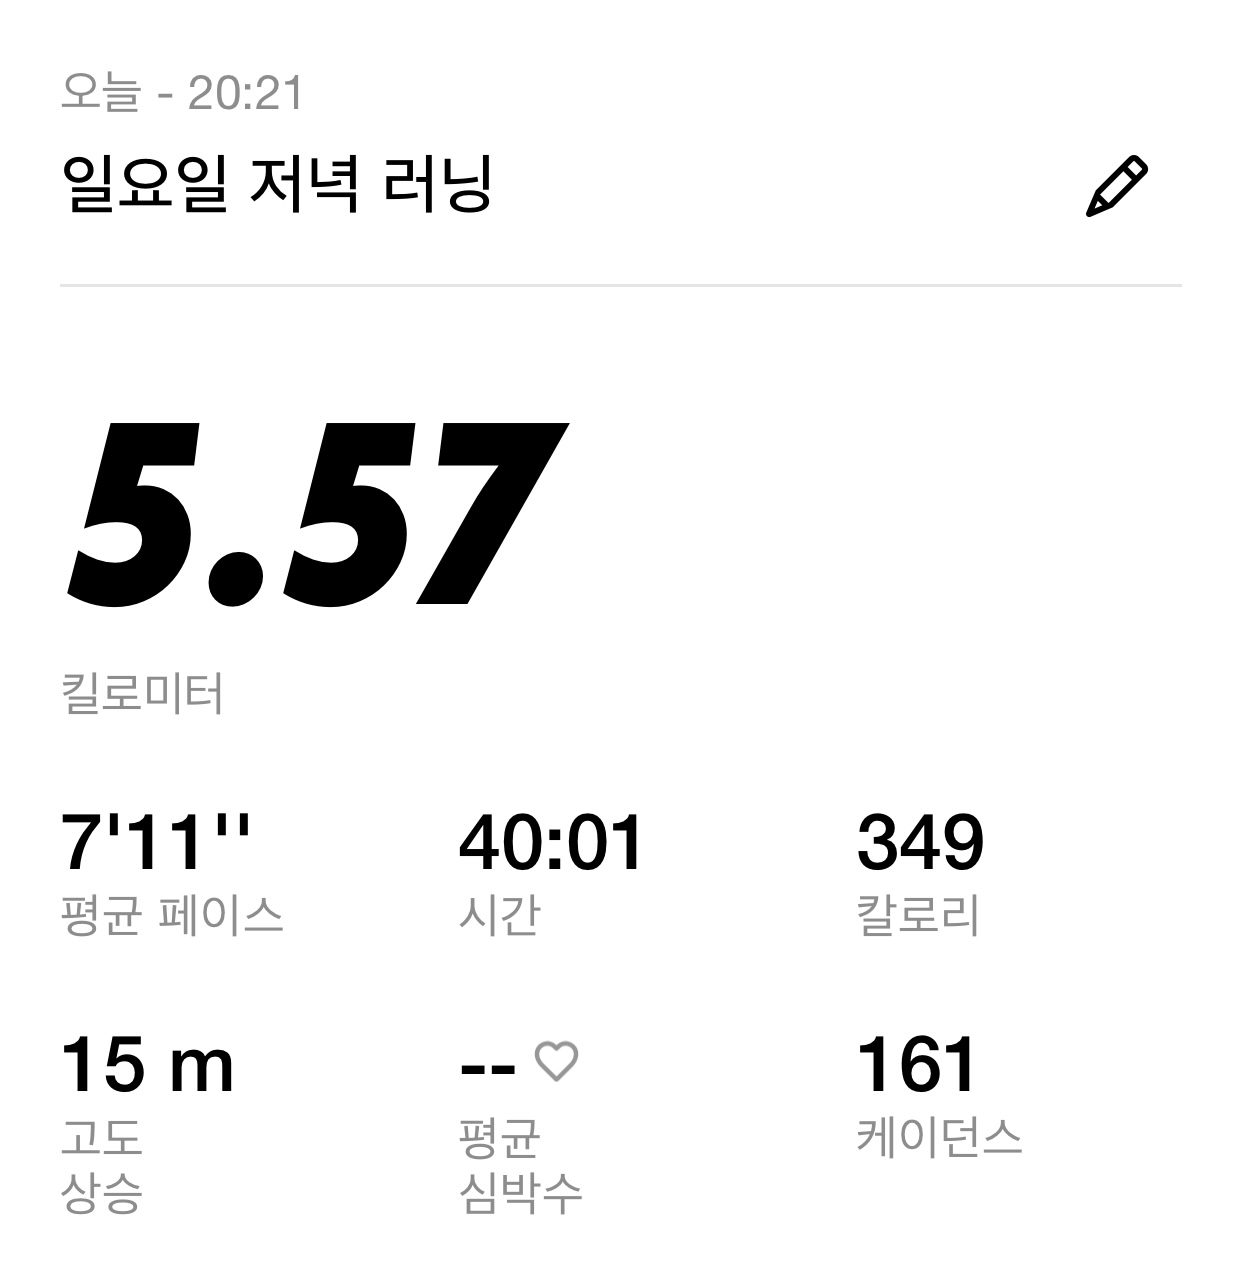 오늘 - 20:21
일요일 저녁 러닝
5.57
킬로미터
7'11'' 40:01 349
평균 페이스 시간 칼로리
15 m -- 161
고도 평균 케이던스
상승 심박수